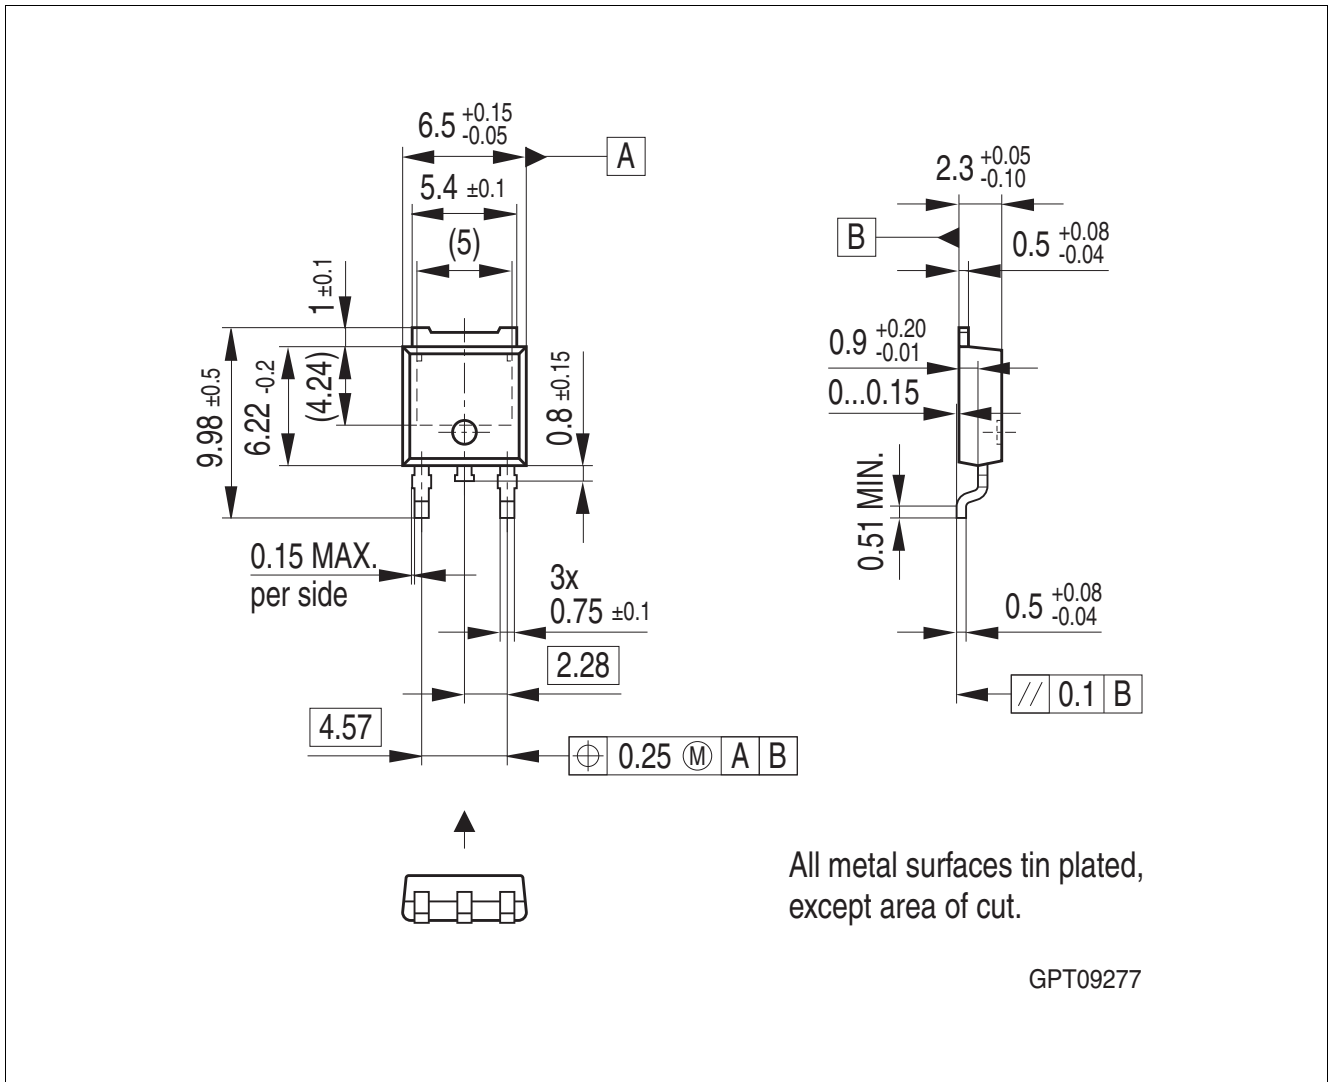 6.5 +0.15 -0.05
A
5.4 ±0.1
(5)
1 ±0.1
9.98 ±0.5
6.22 -0.2
(4.24)
0.8 ±0.15
0.15 MAX.
per side
3x
0.75 ±0.1
2.28
4.57
⌖ 0.25 Ⓜ A B
2.3 +0.05 -0.10
B
0.5 +0.08 -0.04
0.9 +0.20 -0.01
0...0.15
0.51 MIN.
0.5 +0.08 -0.04
// 0.1 B
All metal surfaces tin plated,
except area of cut.
GPT09277